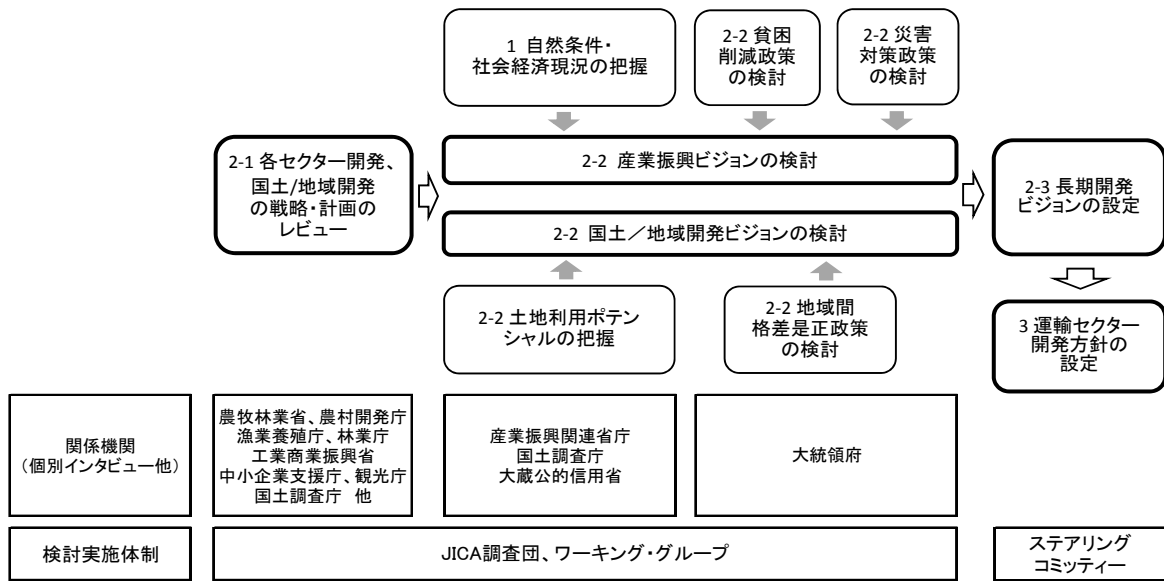 1 自然条件・
社会経済現況の把握
2-2 貧困
削減政策
の検討
2-2 災害
対策政策
の検討
2-1 各セクター開発、
国土/地域開発
の戦略・計画の
レビュー
2-2 産業振興ビジョンの検討
2-2 国土／地域開発ビジョンの検討
2-3 長期開発
ビジョンの設定
2-2 土地利用ポテン
シャルの把握
2-2 地域間
格差是正政策
の検討
3 運輸セクター
開発方針の
設定
関係機関
（個別インタビュー他）
農牧林業省、農村開発庁
漁業養殖庁、林業庁
工業商業振興省
中小企業支援庁、観光庁
国土調査庁 他
産業振興関連省庁
国土調査庁
大蔵公的信用省
大統領府
検討実施体制
JICA調査団、ワーキング・グループ
ステアリング
コミッティー